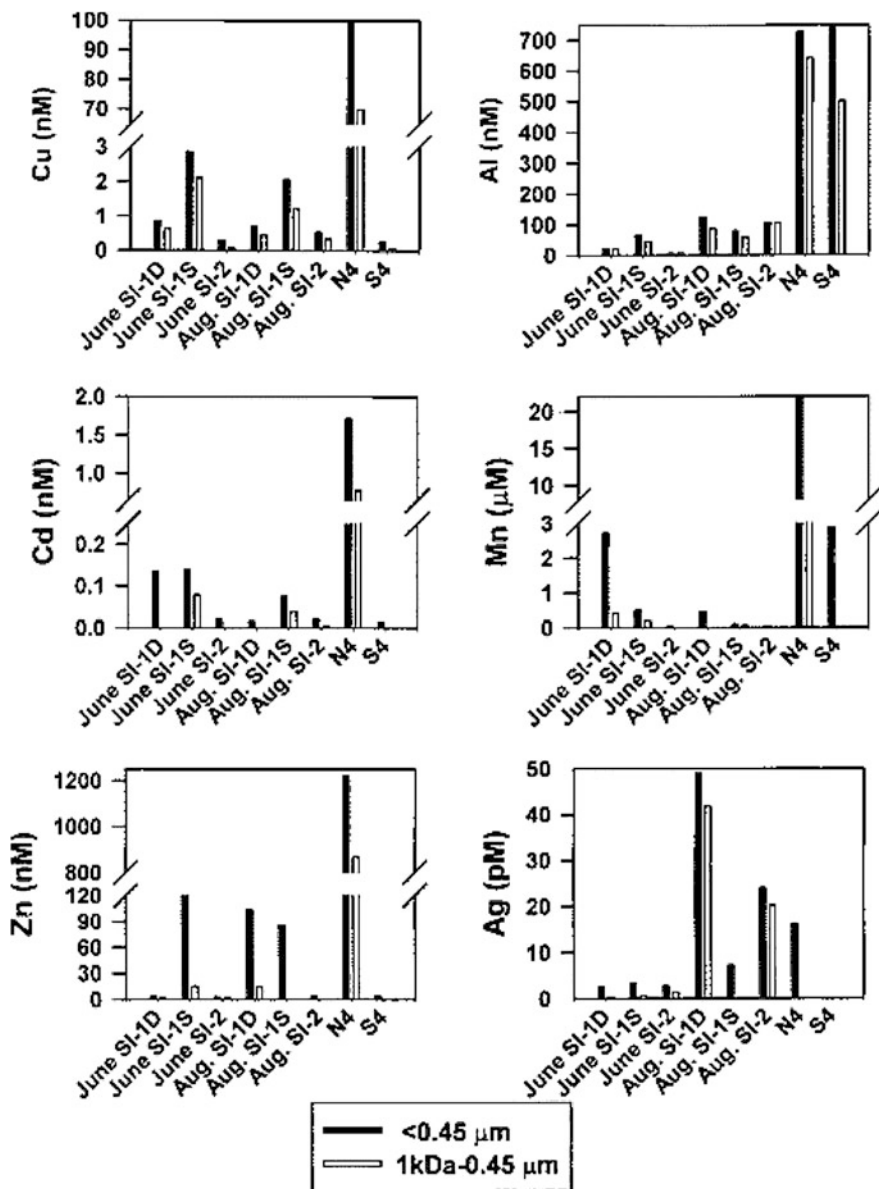 Cu (nM)
100
90
80
70
3
2
1
0
June SI-1D
June SI-1S
June SI-2
Aug. SI-1D
Aug. SI-1S
Aug. SI-2
N4
S4
Al (nM)
700
600
500
400
300
200
100
0
June SI-1D
June SI-1S
June SI-2
Aug. SI-1D
Aug. SI-1S
Aug. SI-2
N4
S4
Cd (nM)
2.0
1.5
1.0
0.2
0.1
0.0
June SI-1D
June SI-1S
June SI-2
Aug. SI-1D
Aug. SI-1S
Aug. SI-2
N4
S4
Mn (μM)
20
15
10
3
2
1
0
June SI-1D
June SI-1S
June SI-2
Aug. SI-1D
Aug. SI-1S
Aug. SI-2
N4
S4
Zn (nM)
1200
1000
800
120
90
60
30
0
June SI-1D
June SI-1S
June SI-2
Aug. SI-1D
Aug. SI-1S
Aug. SI-2
N4
S4
Ag (pM)
50
40
30
20
10
0
June SI-1D
June SI-1S
June SI-2
Aug. SI-1D
Aug. SI-1S
Aug. SI-2
N4
S4
<0.45 μm
1kDa-0.45 μm